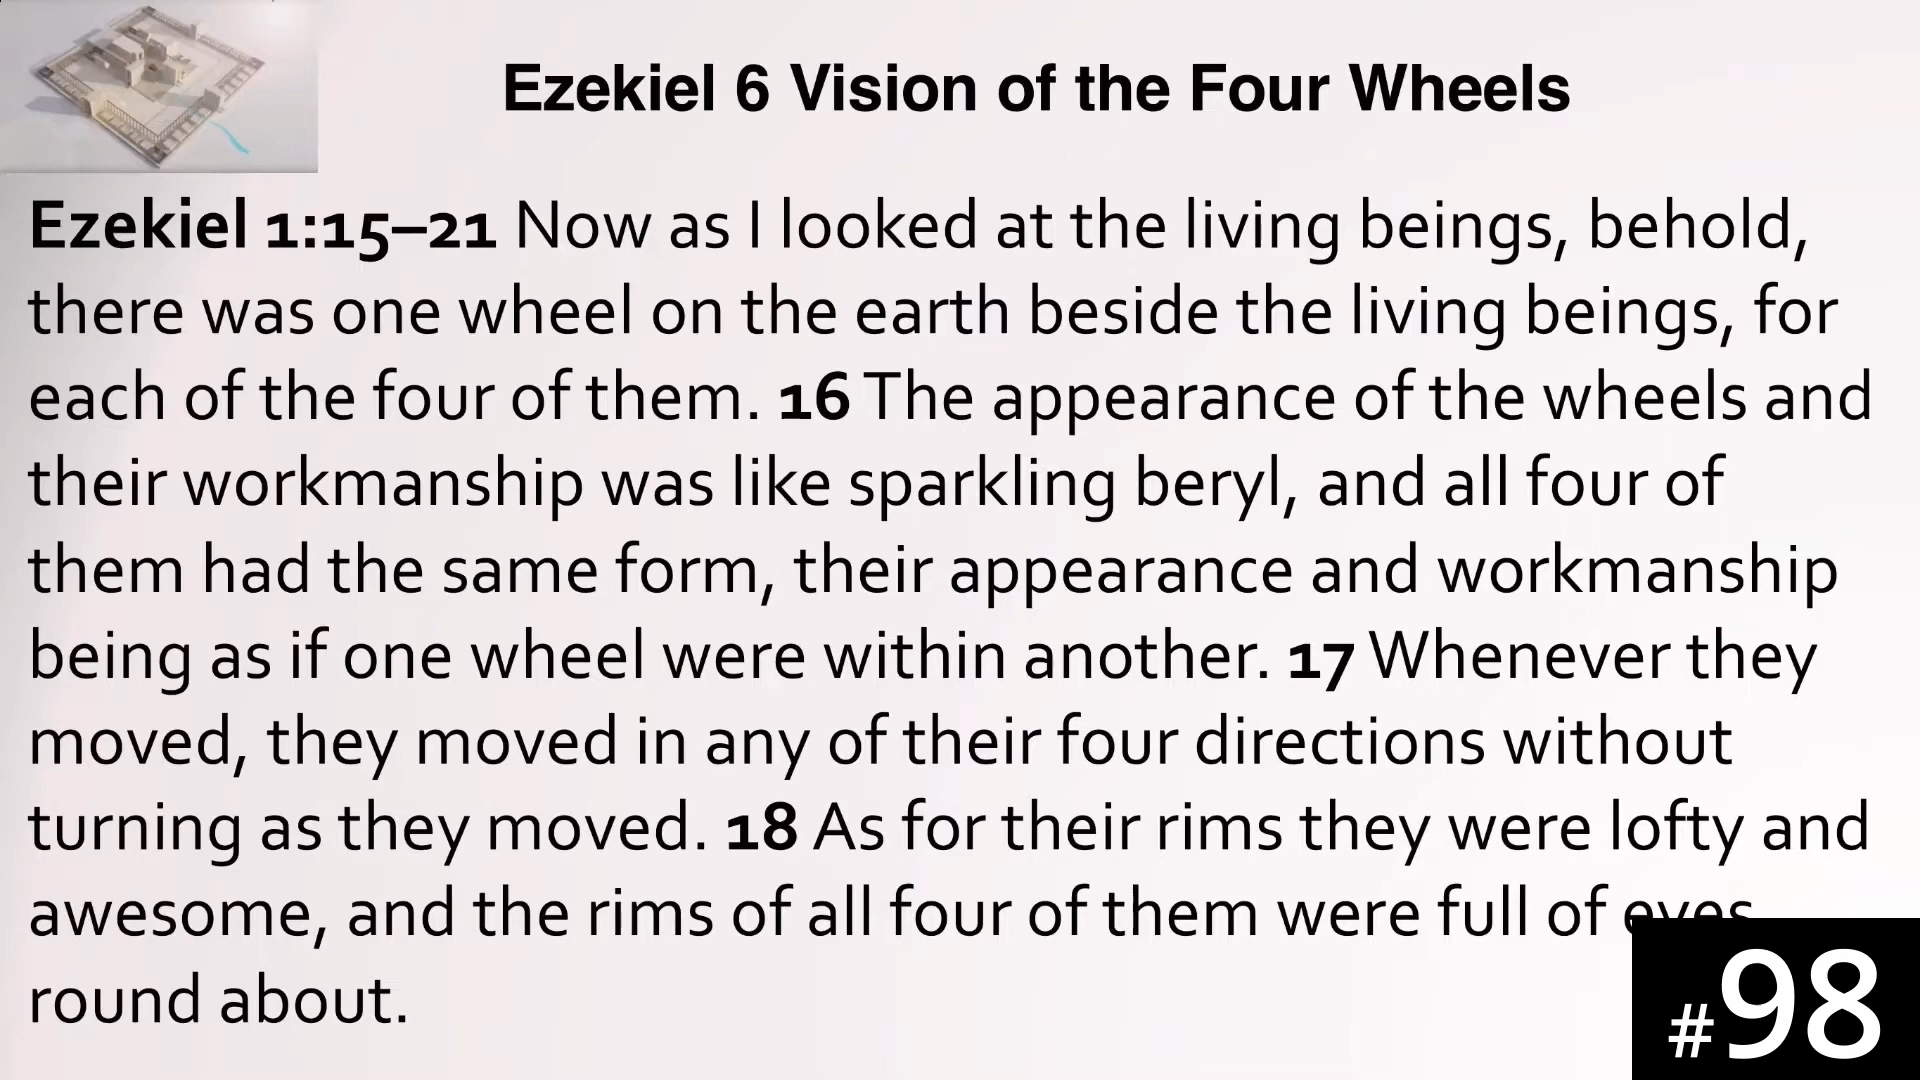 Ezekiel 6 Vision of the Four Wheels
Ezekiel 1:15–21 Now as I looked at the living beings, behold,
there was one wheel on the earth beside the living beings, for
each of the four of them. 16 The appearance of the wheels and
their workmanship was like sparkling beryl, and all four of
them had the same form, their appearance and workmanship
being as if one wheel were within another. 17 Whenever they
moved, they moved in any of their four directions without
turning as they moved. 18 As for their rims they were lofty and
awesome, and the rims of all four of them were full of eyes
round about.
#98